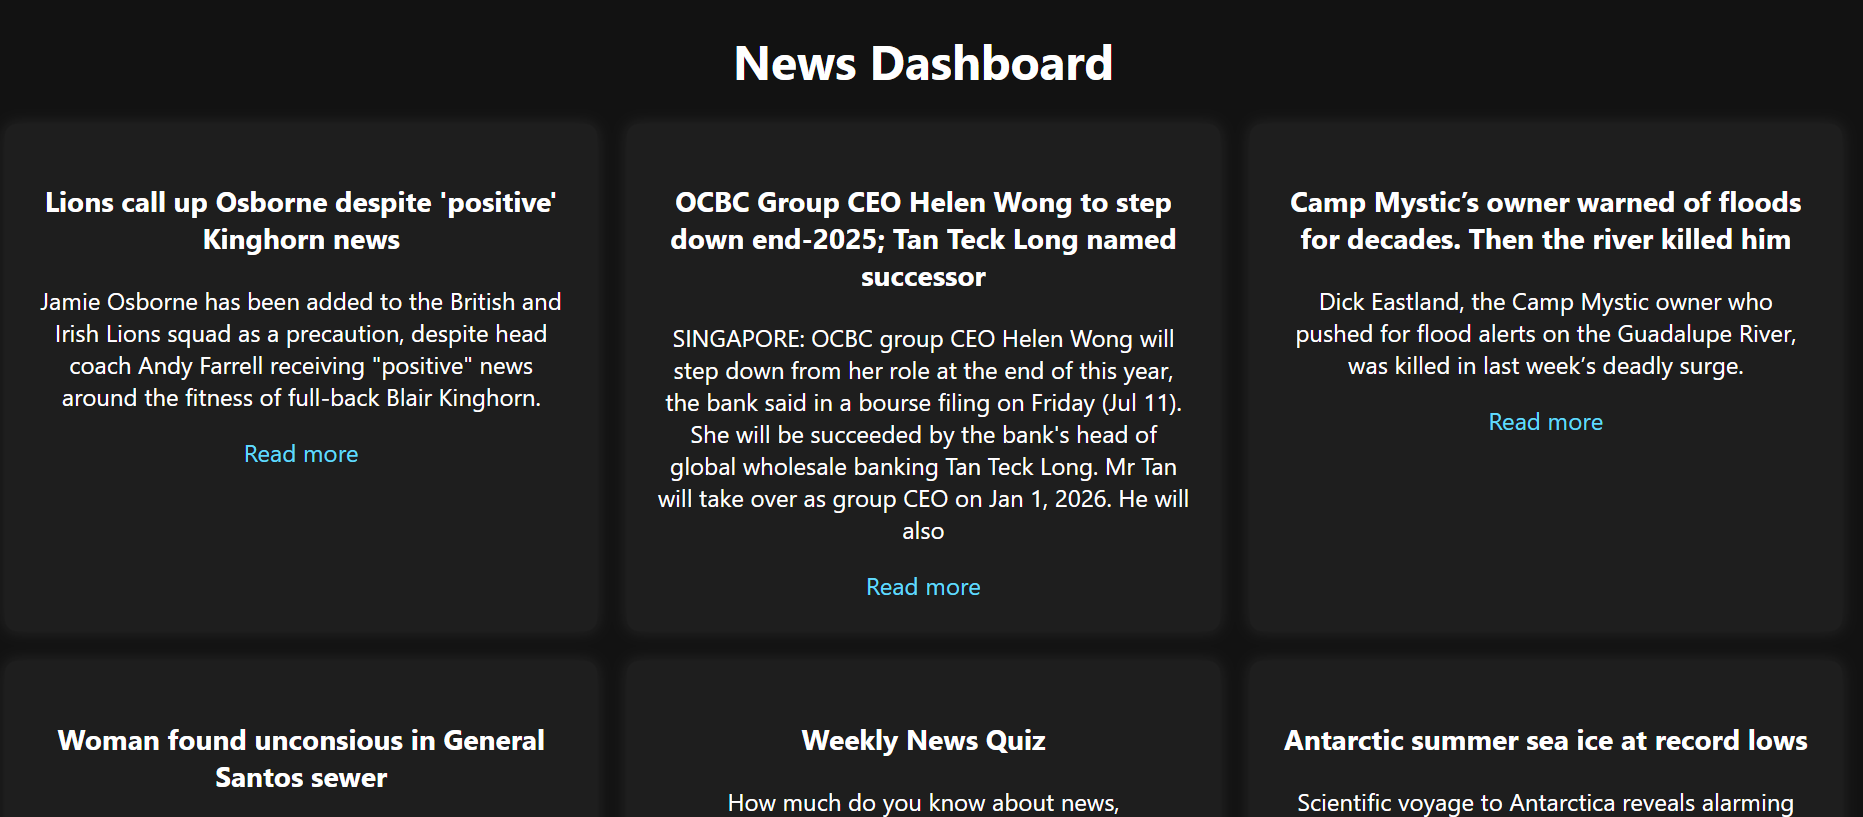 News Dashboard
Lions call up Osborne despite 'positive'
Kinghorn news
Jamie Osborne has been added to the British and
Irish Lions squad as a precaution, despite head
coach Andy Farrell receiving "positive" news
around the fitness of full-back Blair Kinghorn.
Read more
OCBC Group CEO Helen Wong to step
down end-2025; Tan Teck Long named
successor
SINGAPORE: OCBC group CEO Helen Wong will
step down from her role at the end of this year,
the bank said in a bourse filing on Friday (Jul 11).
She will be succeeded by the bank's head of
global wholesale banking Tan Teck Long. Mr Tan
will take over as group CEO on Jan 1, 2026. He will
also
Read more
Camp Mystic’s owner warned of floods
for decades. Then the river killed him
Dick Eastland, the Camp Mystic owner who
pushed for flood alerts on the Guadalupe River,
was killed in last week’s deadly surge.
Read more
Woman found unconsious in General
Santos sewer
Weekly News Quiz
How much do you know about news,
Antarctic summer sea ice at record lows
Scientific voyage to Antarctica reveals alarming